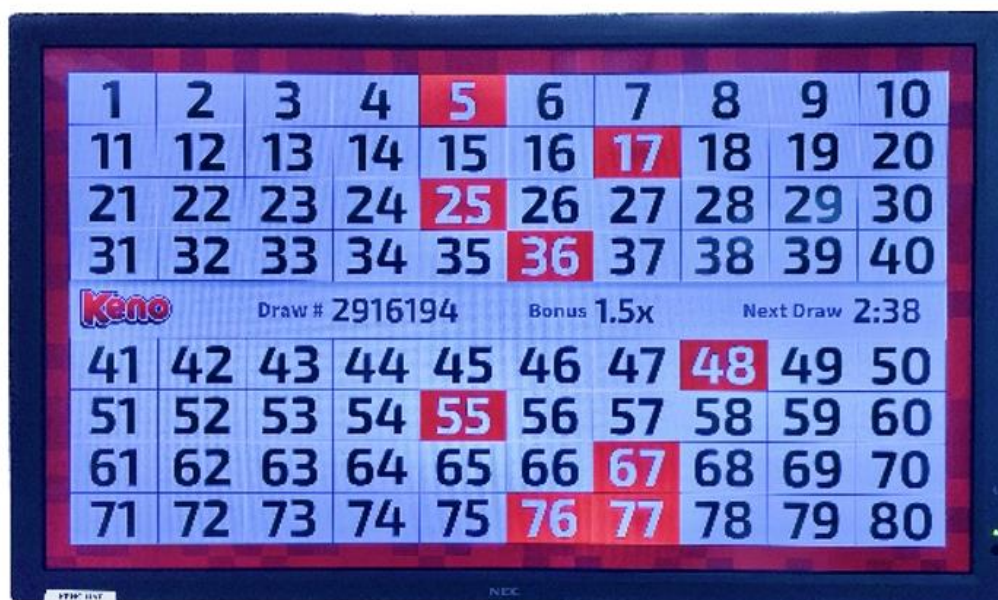 1 2 3 4 5 6 7 8 9 10
11 12 13 14 15 16 17 18 19 20
21 22 23 24 25 26 27 28 29 30
31 32 33 34 35 36 37 38 39 40
Keno Draw # 2916194 Bonus 1.5x Next Draw 2:38
41 42 43 44 45 46 47 48 49 50
51 52 53 54 55 56 57 58 59 60
61 62 63 64 65 66 67 68 69 70
71 72 73 74 75 76 77 78 79 80
NEC